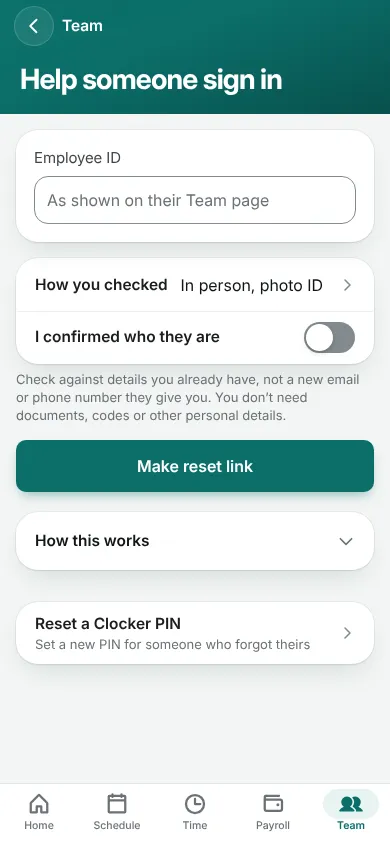 Team
Help someone sign in
Employee ID
As shown on their Team page
How you checked In person, photo ID
I confirmed who they are
Check against details you already have, not a new email
or phone number they give you. You don’t need
documents, codes or other personal details.
Make reset link
How this works
Reset a Clocker PIN
Set a new PIN for someone who forgot theirs
Home Schedule Time Payroll Team